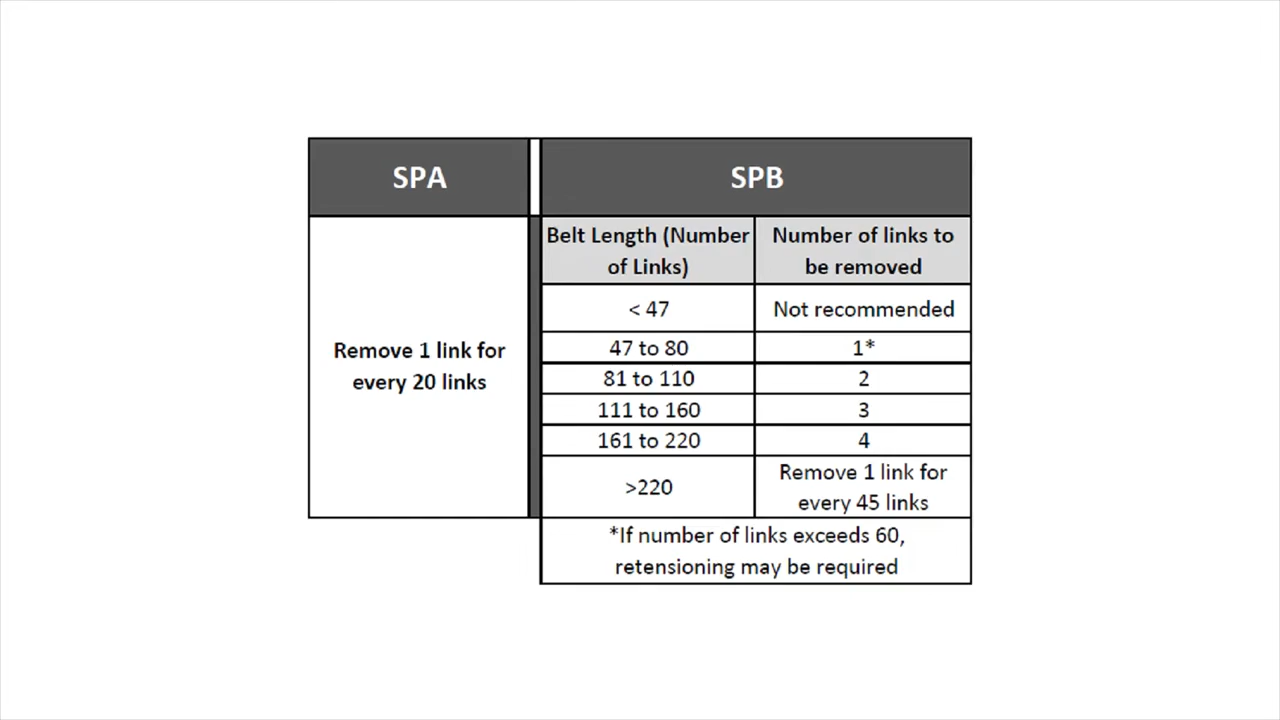 SPA
Remove 1 link for
every 20 links
SPB
Belt Length (Number
of Links)
Number of links to
be removed
< 47
Not recommended
47 to 80
1*
81 to 110
2
111 to 160
3
161 to 220
4
>220
Remove 1 link for
every 45 links
*If number of links exceeds 60,
retensioning may be required